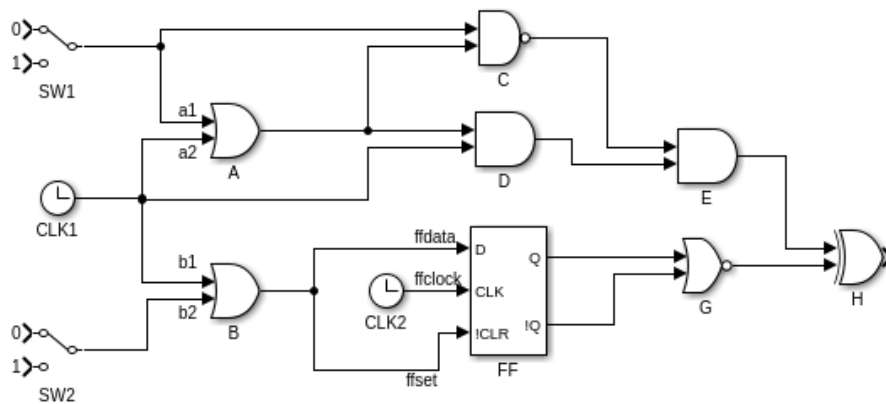 0
1
SW1
C
a1
a2
A
D
E
CLK1
b1
b2
B
ffdata
ffclock
CLK2
ffset
D
CLK
!CLR
Q
!Q
FF
G
H
0
1
SW2